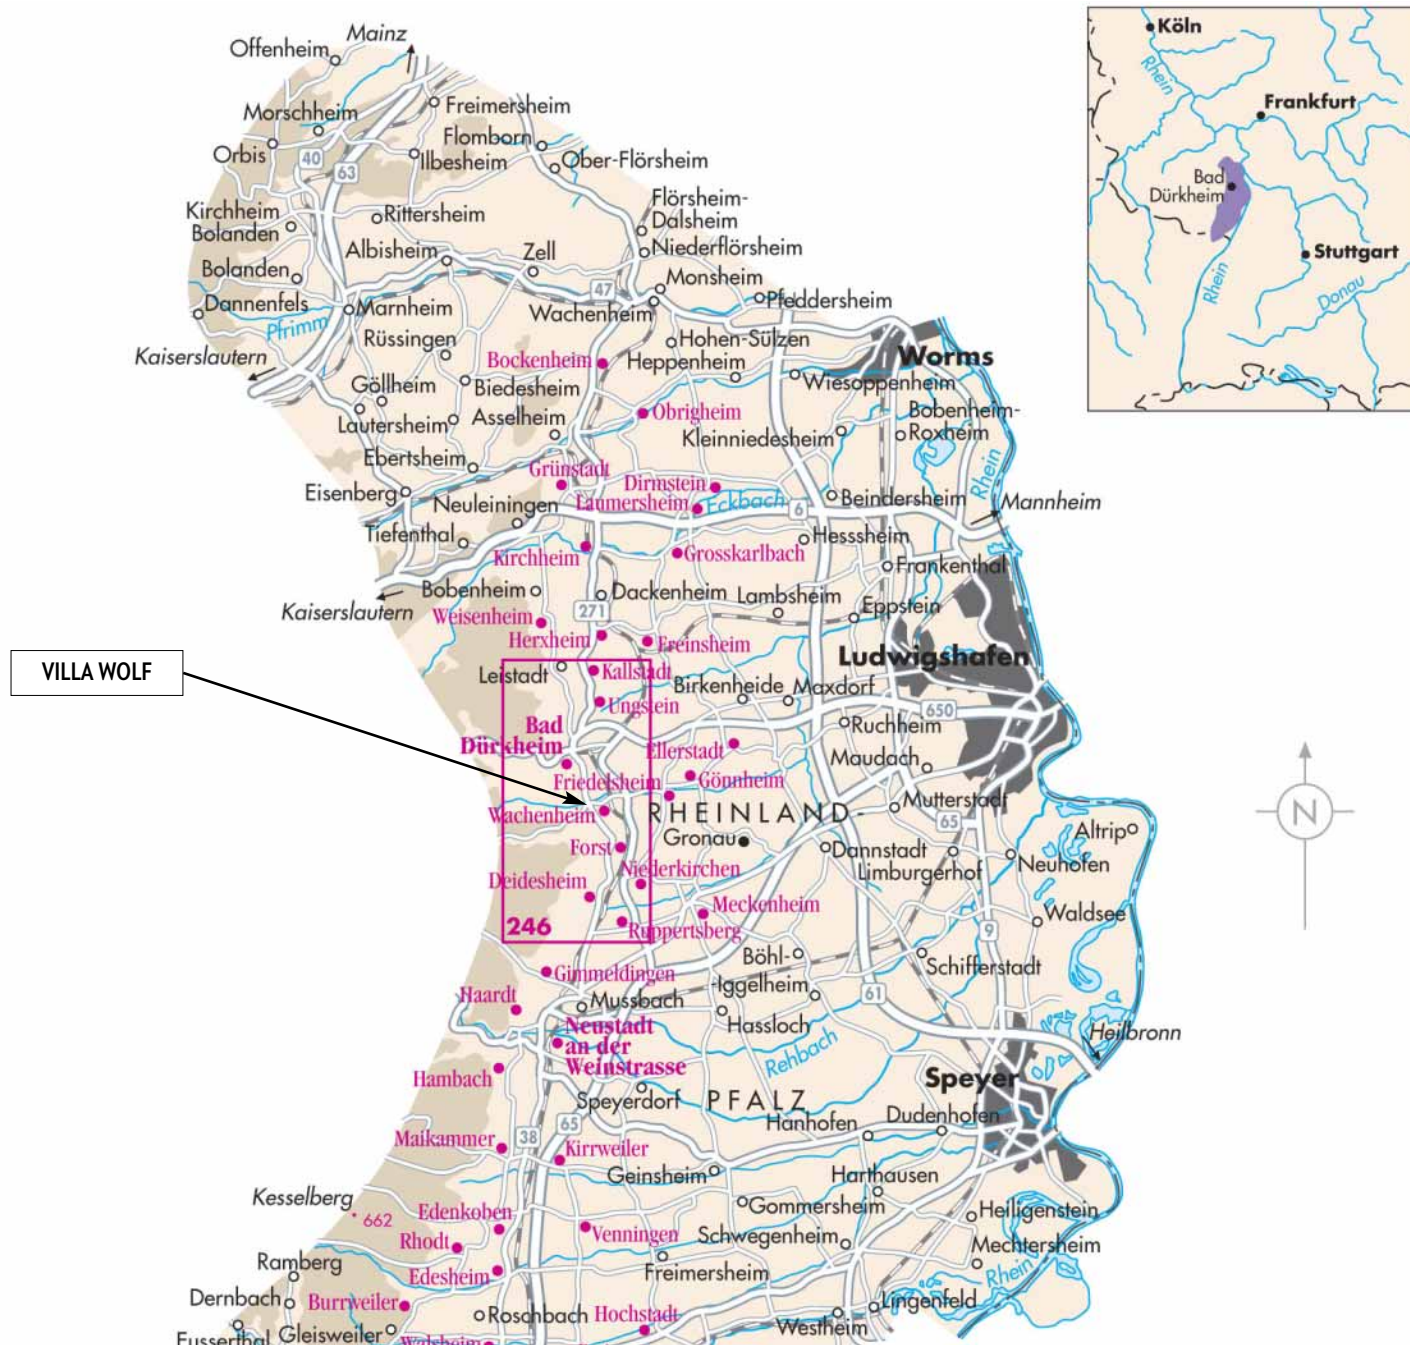 Mainz
Offenheim
Freimersheim
Morschheim
Flomborn
Orbis
40
63
Ilbesheim
Ober-Flörsheim
Kirchheim
Bolanden
Rittersheim
Flörsheim-
Dalsheim
Albisheim
Zell
Niederflörsheim
Bolanden
Monsheim
Dannenfels
47
Pfeddersheim
Pfrimm
Marnheim
Wachenheim
Rüssingen
Hohen-Sülzen
Kaiserslautern
Bockenheim
Heppenheim
Worms
Göllheim
Biedesheim
Wiesoppenheim
Lautersheim
Asselheim
Obrigheim
Bobenheim-
Roxheim
Kleinniedesheim
Ebertsheim
Rhein
Grünstadt
Dirmstein
Eisenberg
Neuleiningen
Laumersheim
Eckbach
6
Beindersheim
Mannheim
Tiefenthal
Hesssheim
Kirchheim
Grosskarlbach
Frankenthal
Kaiserslautern
Bobenheim
Dackenheim
Lambsheim
Eppstein
Weisenheim
271
Herxheim
Freinsheim
VILLA WOLF
Leistadt
Kallstadt
Ludwigshafen
Birkenheide
Maxdorf
Ungstein
650
Bad
Dürkheim
Ruchheim
Ellerstadt
Maudach
Friedelsheim
Gönnheim
Wachenheim
RHEINLAND-
Mutterstadt
65
Altrip
Forst
Gronau
Dannstadt
Limburgerhof
Neuhofen
Niederkirchen
Deidesheim
Meckenheim
Waldsee
246
Ruppertsberg
9
Böhl-
-Iggelheim
Schifferstadt
Gimmeldingen
61
Haardt
Mussbach
Hassloch
Heilbronn
Neustadt
an der
Weinstrasse
Rehbach
Hambach
Speyer
Speyerdorf
PFALZ
Hanhofen
Dudenhofen
65
38
Maikammer
Kirrweiler
Geinsheim
Harthausen
Kesselberg
662
Gommersheim
Heiligenstein
Edenkoben
Rhodt
Venningen
Schwegenheim
Mechtersheim
Ramberg
Edesheim
Freimersheim
Rhein
Dernbach
Burrweiler
Roschbach
Hochstadt
Lingenfeld
Westheim
Eusserthal
Gleisweiler
Walsheim
Köln
Rhein
Frankfurt
Bad
Dürkheim
Stuttgart
Rhein
Donau
N